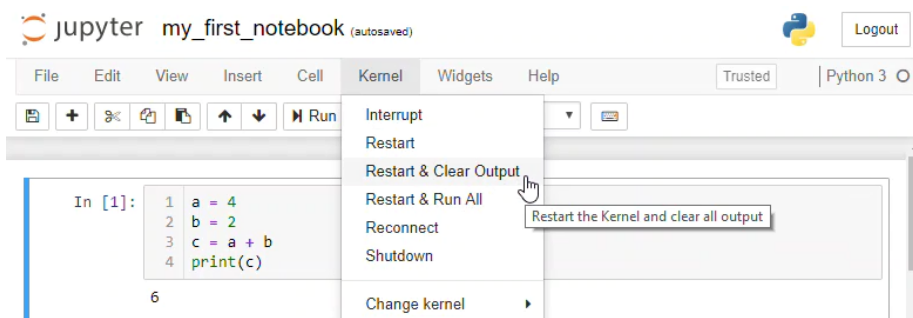 jupyter my_first_notebook (autosaved) Logout
File Edit View Insert Cell Kernel Widgets Help Trusted Python 3
Run
Interrupt
Restart
Restart & Clear Output
Restart & Run All
Restart the Kernel and clear all output
Reconnect
Shutdown
Change kernel
In [1]:
1 a = 4
2 b = 2
3 c = a + b
4 print(c)
6